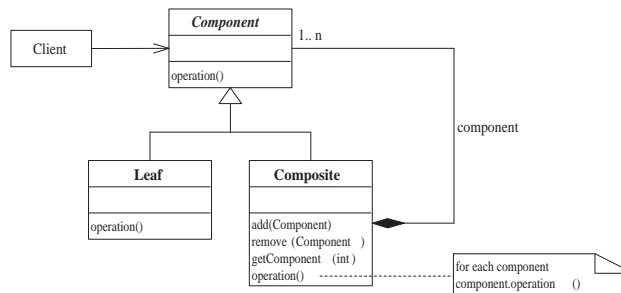 Component
Client
1.. n
operation()
component
Leaf
Composite
operation()
add(Component)
remove (Component )
getComponent (int )
operation()
for each component
component.operation ()